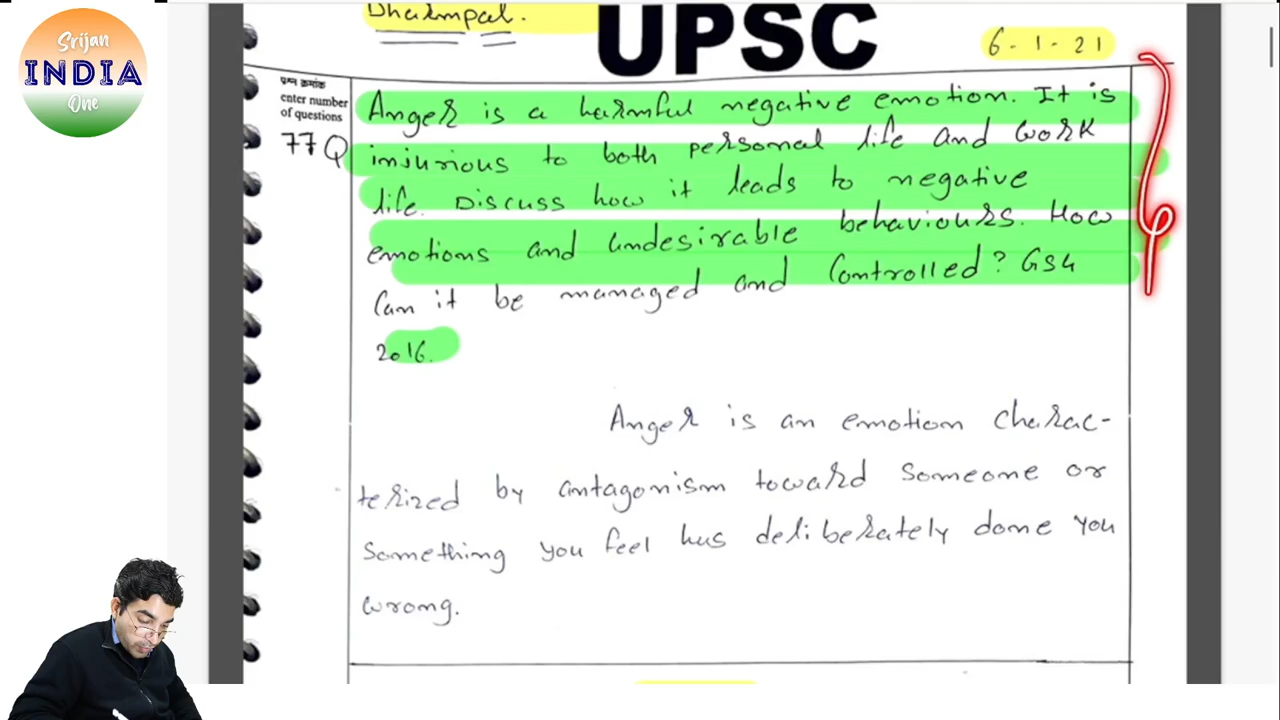 Srijan
INDIA
One
Dharmpal.
UPSC
6-1-21
प्रश्न क्रमांक
enter number
of questions
77Q
Anger is a harmful negative emotion. It is
injurious to both personal life and work
life. Discuss how it leads to negative
emotions and undesirable behaviours. How
Can it be managed and Controlled? GS4
2016.
Anger is an emotion charac-
terized by antagonism toward someone or
Something you feel has deliberately done you
wrong.